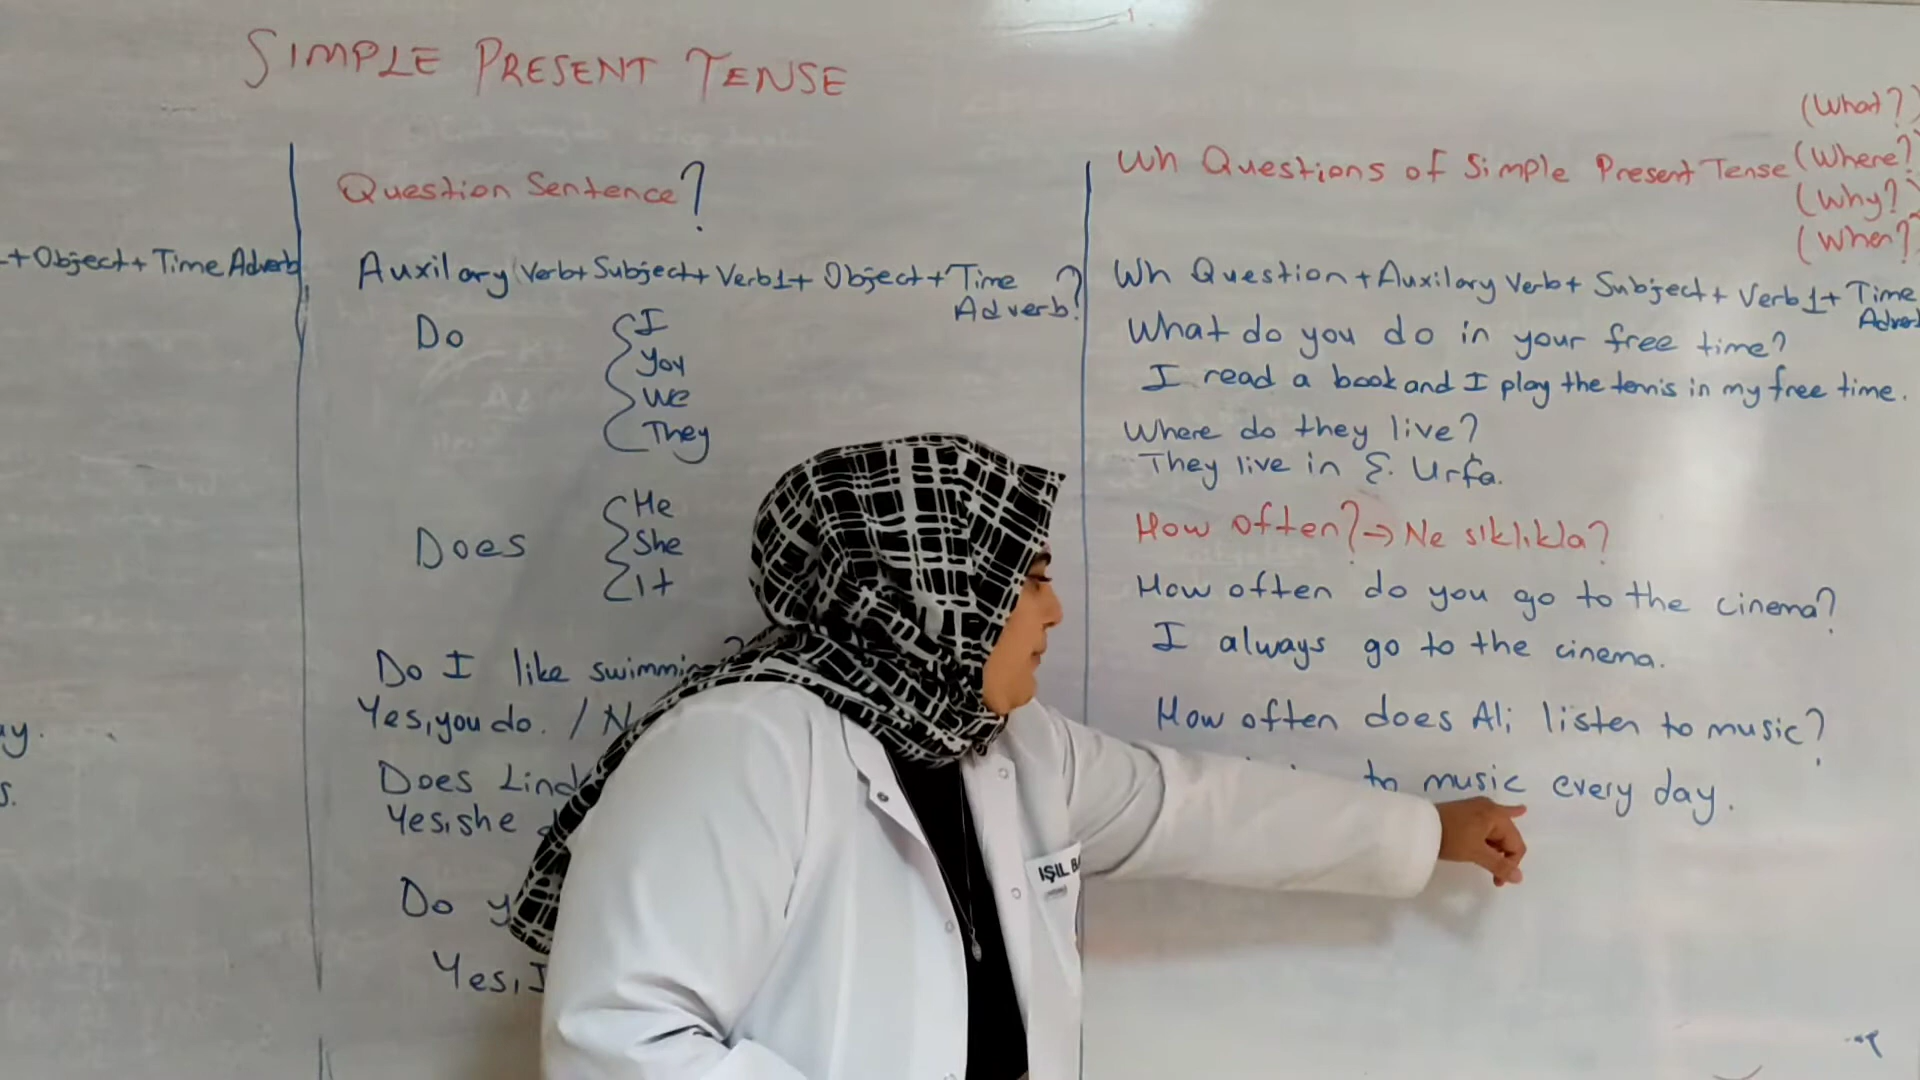 SIMPLE PRESENT TENSE
+ Object + Time Adverb
Question Sentence?
Auxilary Verb + Subject + Verb1 + Object + Time
Adverb?
Do
I
You
We
They
Does
He
She
It
Do I like swimmin ?
Yes, you do. / N
Does Lind
Yes, she
Do y
Yes, I
Wh Questions of Simple Present Tense
(What?)
(Where?)
(Why?)
(When?)
Wh Question + Auxilary Verb + Subject + Verb1 + Time
Adverb
What do you do in your free time?
I read a book and I play the tennis in my free time.
Where do they live?
They live in Ş. Urfa.
How often? → Ne sıklıkla?
How often do you go to the cinema?
I always go to the cinema.
How often does Ali listen to music?
to music every day.
IŞIL BA